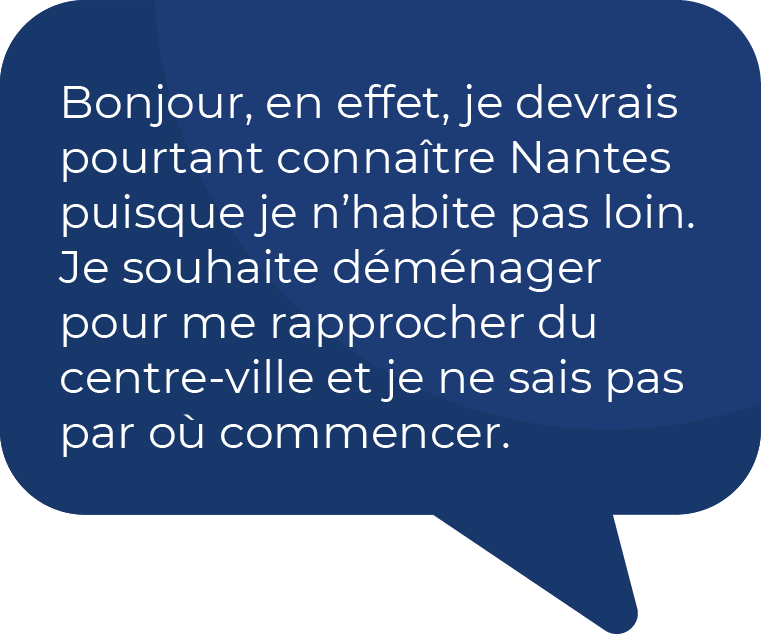 Bonjour, en effet, je devrais
pourtant connaître Nantes
puisque je n’habite pas loin.
Je souhaite déménager
pour me rapprocher du
centre-ville et je ne sais pas
par où commencer.